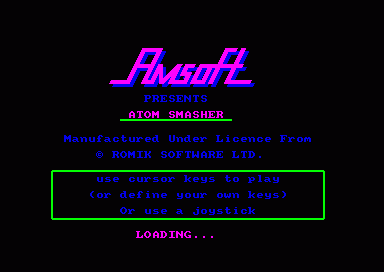 AMSOFT
PRESENTS
ATOM SMASHER
Manufactured Under Licence From
© ROMIK SOFTWARE LTD.
use cursor keys to play
(or define your own keys)
Or use a joystick
LOADING...